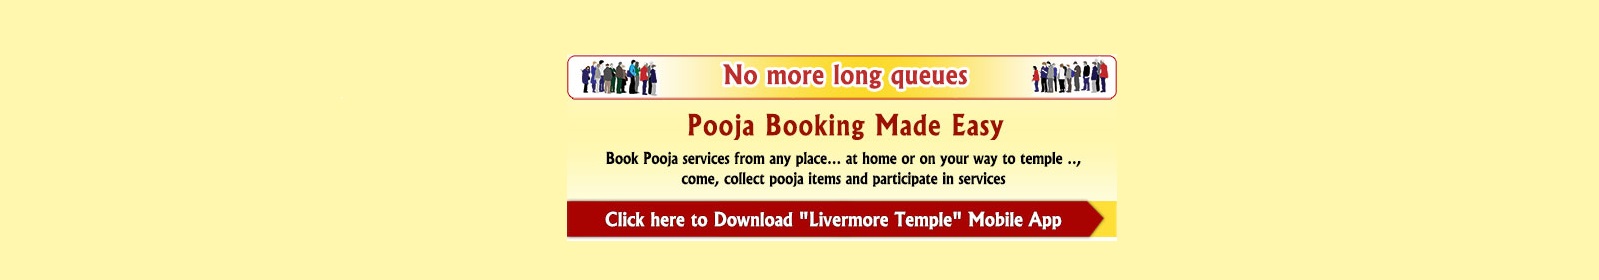 No more long queues
Pooja Booking Made Easy
Book Pooja services from any place... at home or on your way to temple ..,
come, collect pooja items and participate in services
Click here to Download "Livermore Temple" Mobile App